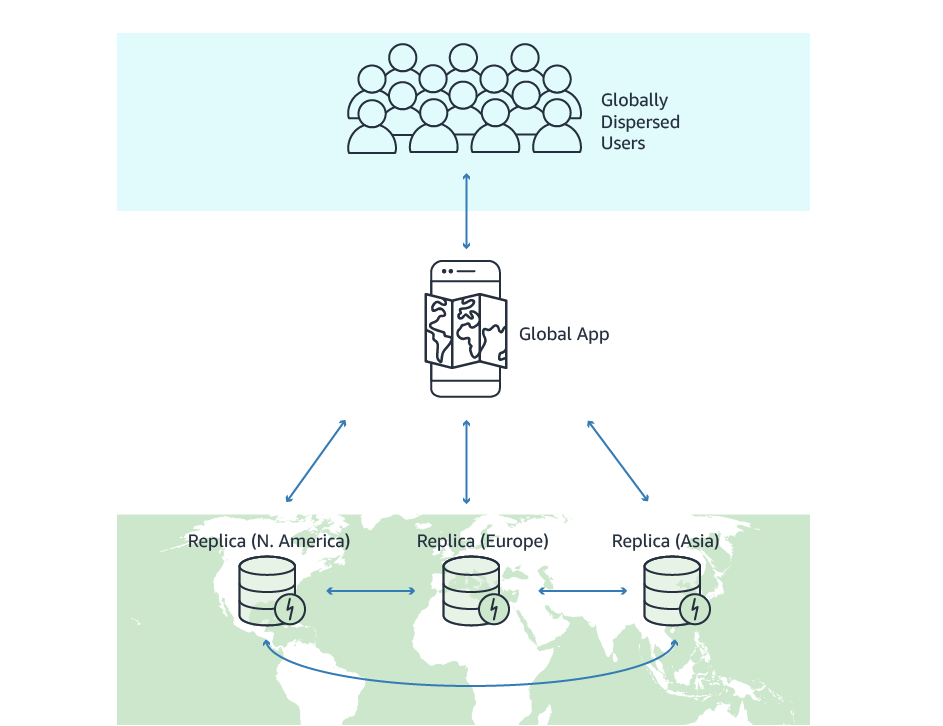 Globally
Dispersed
Users
Global App
Replica (N. America)
Replica (Europe)
Replica (Asia)